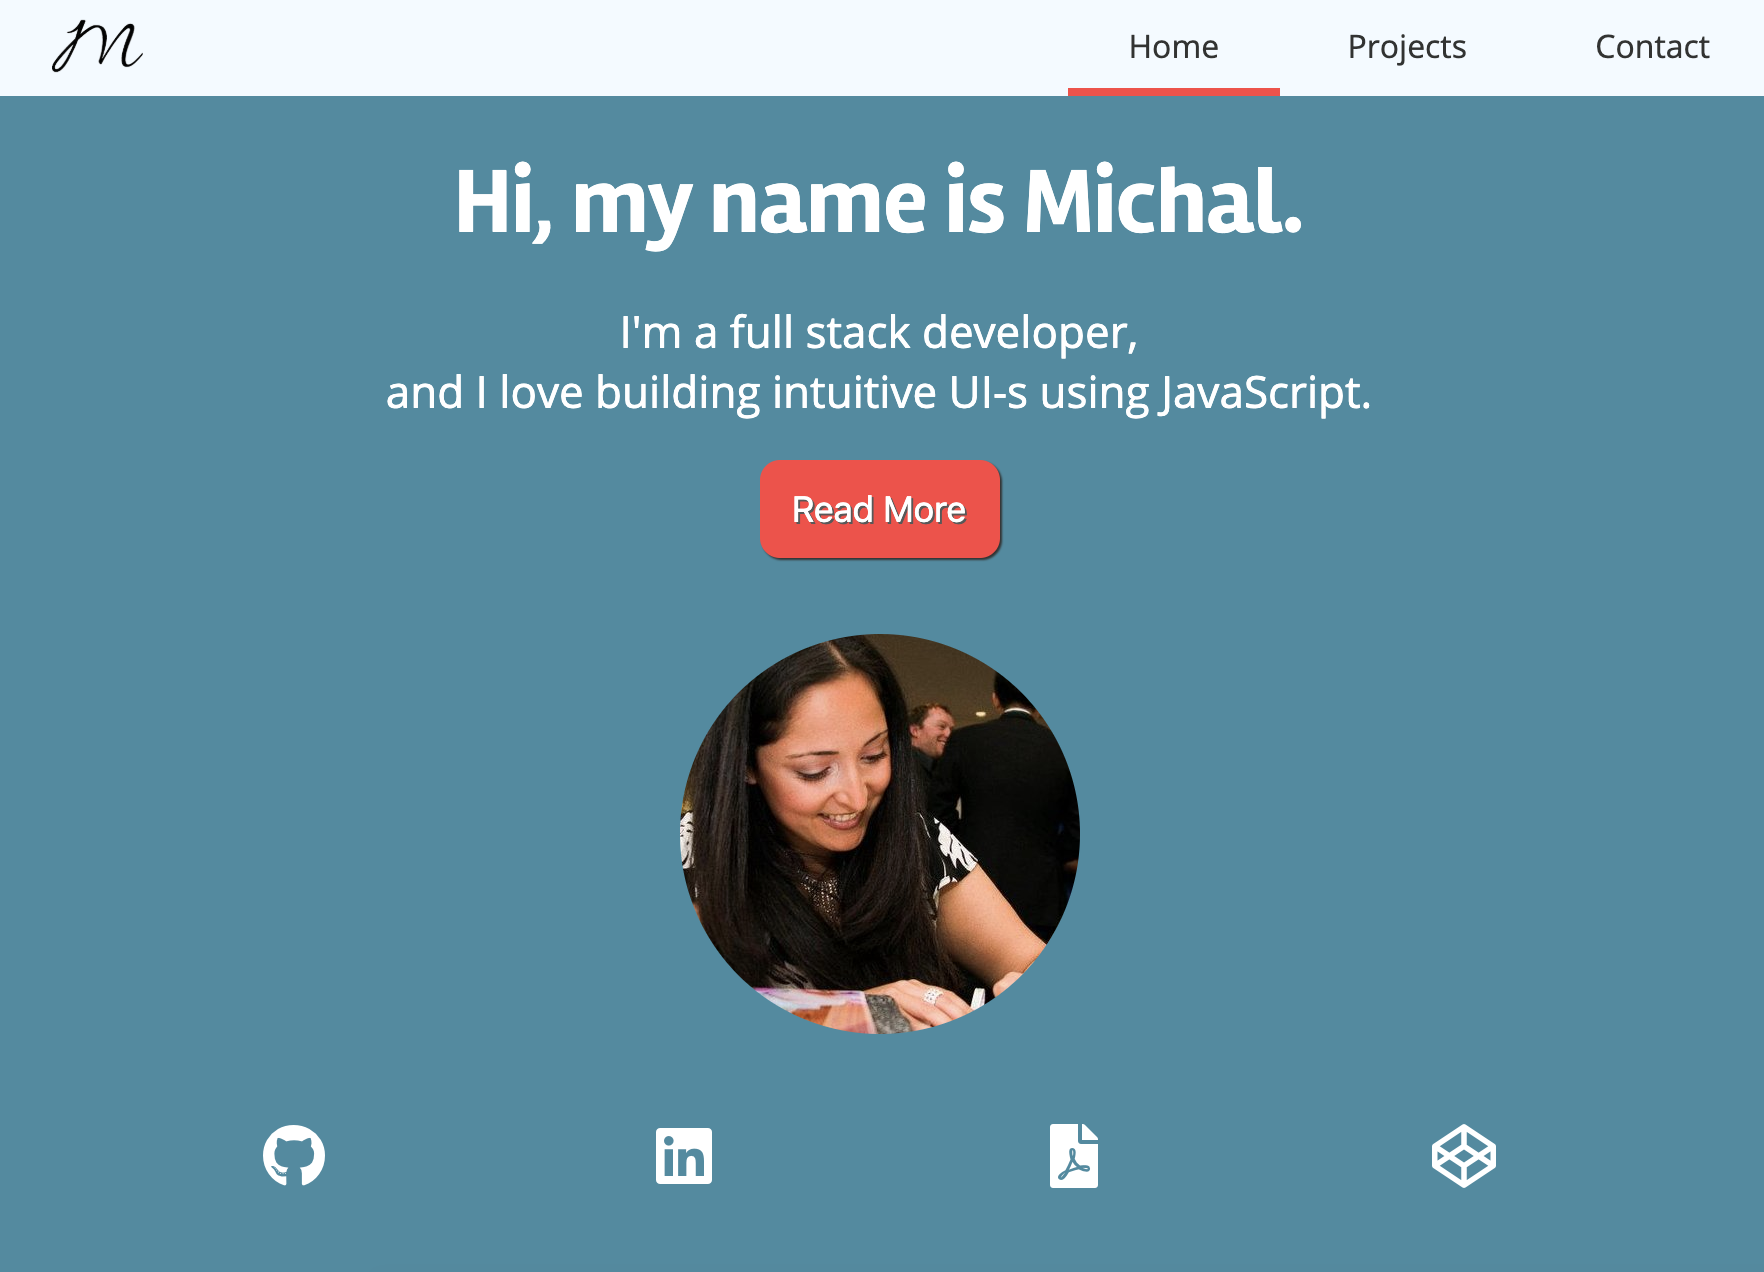 M
Home
Projects
Contact
Hi, my name is Michal.
I'm a full stack developer,
and I love building intuitive UI-s using JavaScript.
Read More
in